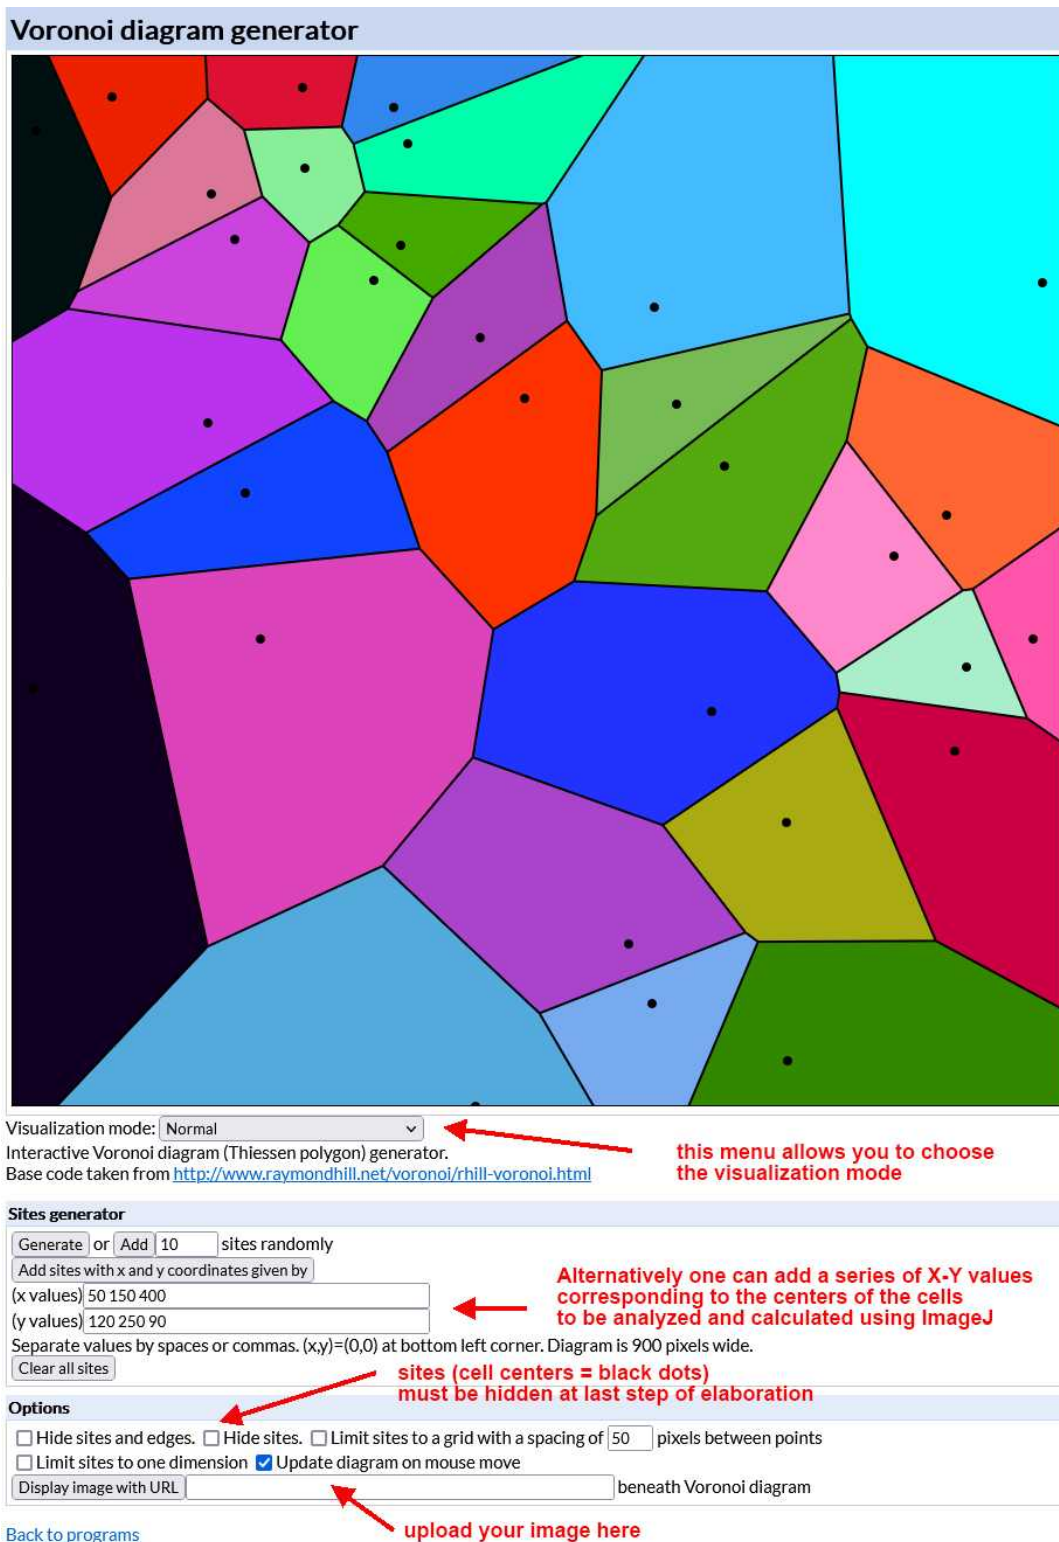 Voronoi diagram generator
Visualization mode: Normal
Interactive Voronoi diagram (Thiessen polygon) generator.
Base code taken from http://www.raymondhill.net/voronoi/rhill-voronoi.html
this menu allows you to choose
the visualization mode
Sites generator
Generate or Add 10 sites randomly
Add sites with x and y coordinates given by
(x values) 50 150 400
(y values) 120 250 90
Alternatively one can add a series of X-Y values
corresponding to the centers of the cells
to be analyzed and calculated using ImageJ
Separate values by spaces or commas. (x,y)=(0,0) at bottom left corner. Diagram is 900 pixels wide.
Clear all sites
sites (cell centers = black dots)
must be hidden at last step of elaboration
Options
Hide sites and edges. Hide sites. Limit sites to a grid with a spacing of 50 pixels between points
Limit sites to one dimension Update diagram on mouse move
Display image with URL beneath Voronoi diagram
upload your image here
Back to programs